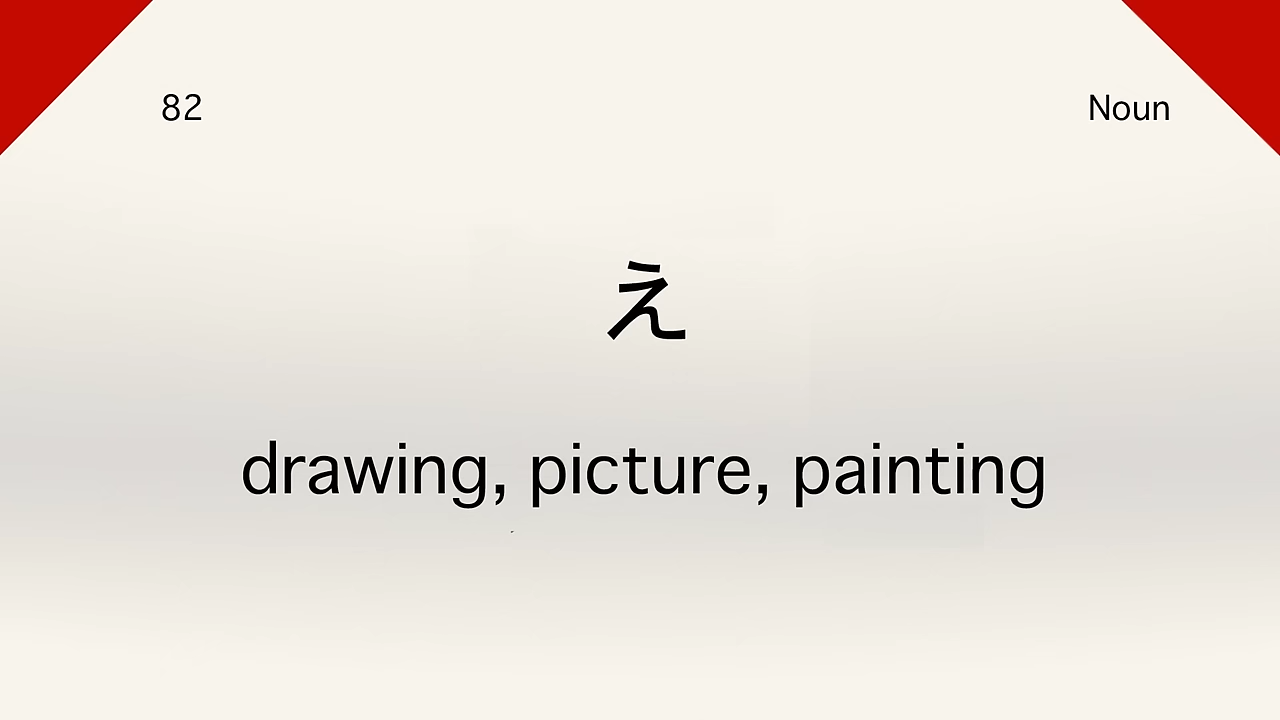 82
Noun
え
drawing, picture, painting